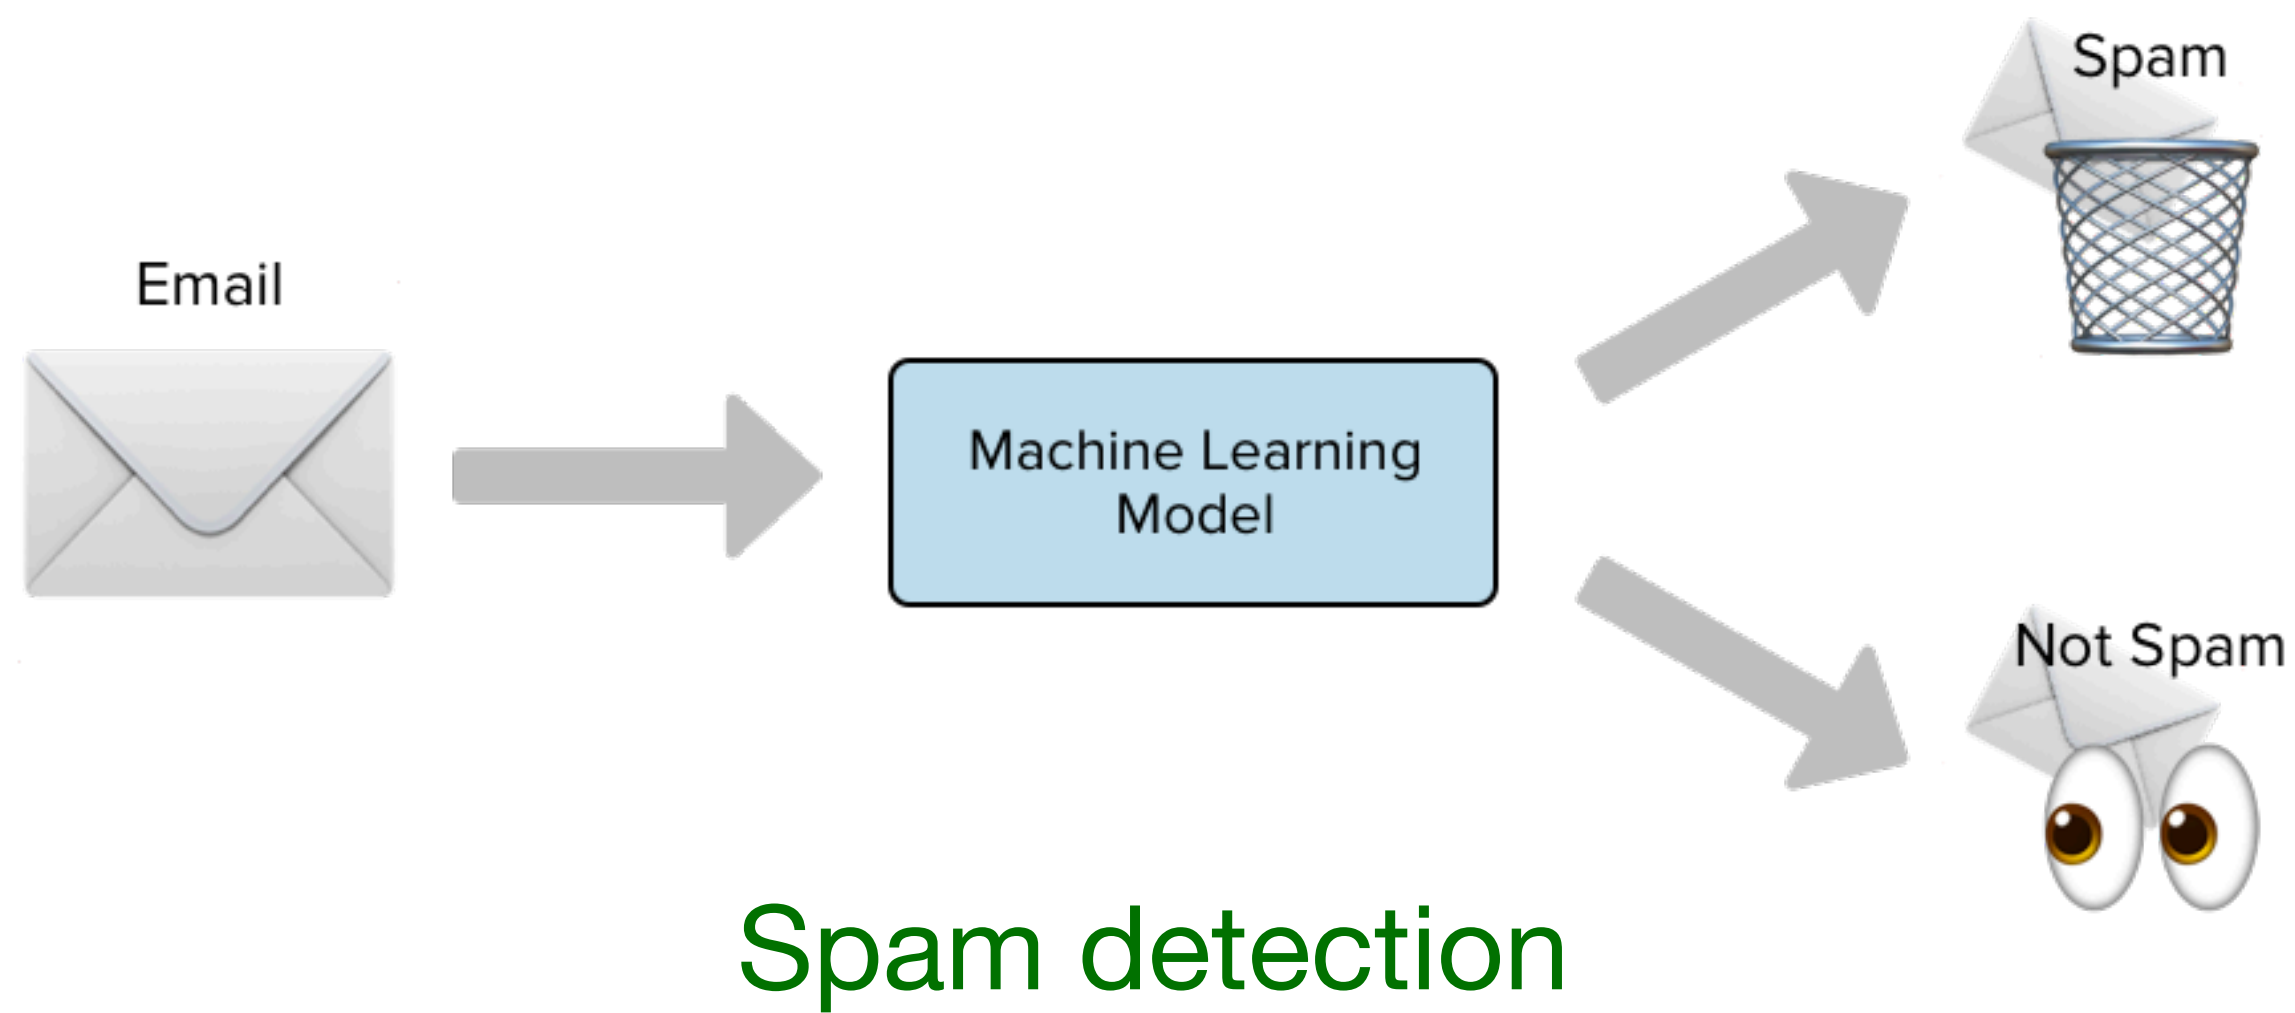 Email
Machine Learning
Model
Spam
Not Spam
Spam detection